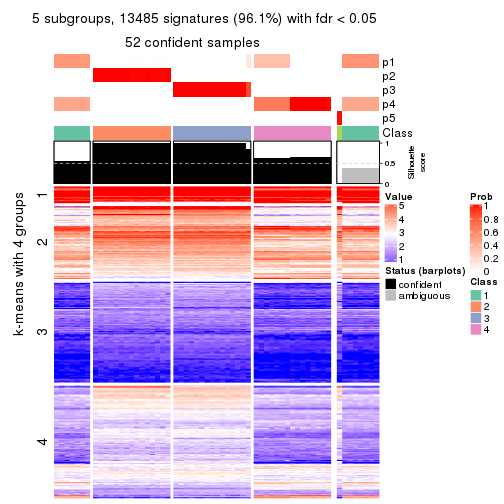 5 subgroups, 13485 signatures (96.1%) with fdr < 0.05
52 confident samples
p1
p2
p3
p4
p5
Class
1
0.5
0
Silhouette
score
k-means with 4 groups
1
2
3
4
Value
5
4
3
2
1
Status (barplots)
confident
ambiguous
Prob
1
0.8
0.6
0.4
0.2
0
Class
1
2
3
4